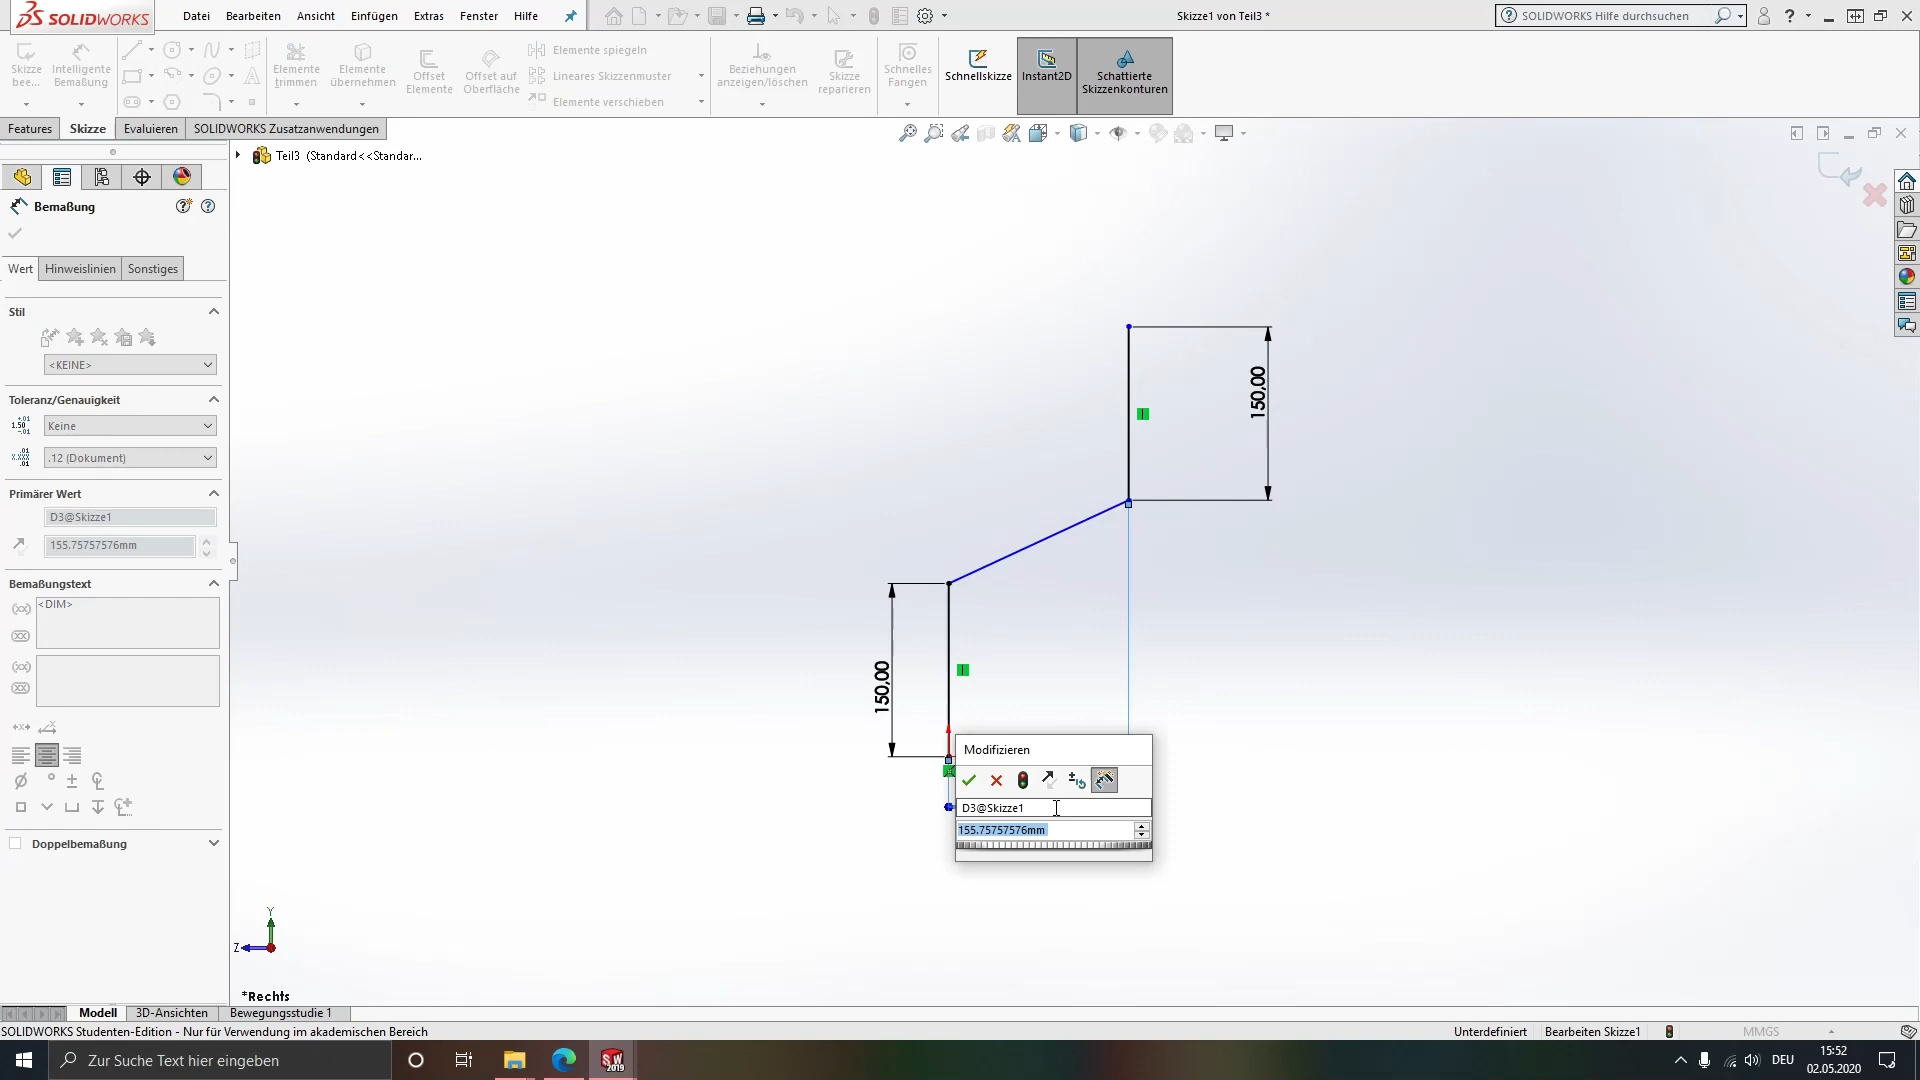 SOLIDWORKS
Datei Bearbeiten Ansicht Einfügen Extras Fenster Hilfe
Skizze1 von Teil3 *
SOLIDWORKS Hilfe durchsuchen
Skizze bee...
Intelligente Bemaßung
Elemente trimmen
Elemente übernehmen
Offset Elemente
Offset auf Oberfläche
Elemente spiegeln
Lineares Skizzenmuster
Elemente verschieben
Beziehungen anzeigen/löschen
Skizze reparieren
Schnelles Fangen
Schnellskizze
Instant2D
Schattierte Skizzenkonturen
Features Skizze Evaluieren SOLIDWORKS Zusatzanwendungen
Teil3 (Standard<<Standar...
Bemaßung
Wert Hinweislinien Sonstiges
Stil
<KEINE>
Toleranz/Genauigkeit
Keine
.12 (Dokument)
Primärer Wert
D3@Skizze1
155.75757576mm
Bemaßungstext
<DIM>
Doppelbemaßung
150,00
150,00
Modifizieren
D3@Skizze1
155.75757576mm
Y
Z
*Rechts
Modell 3D-Ansichten Bewegungsstudie 1
SOLIDWORKS Studenten-Edition - Nur für Verwendung im akademischen Bereich
Unterdefiniert Bearbeiten Skizze1 MMGS
Zur Suche Text hier eingeben
SW 2019
DEU
15:52
02.05.2020